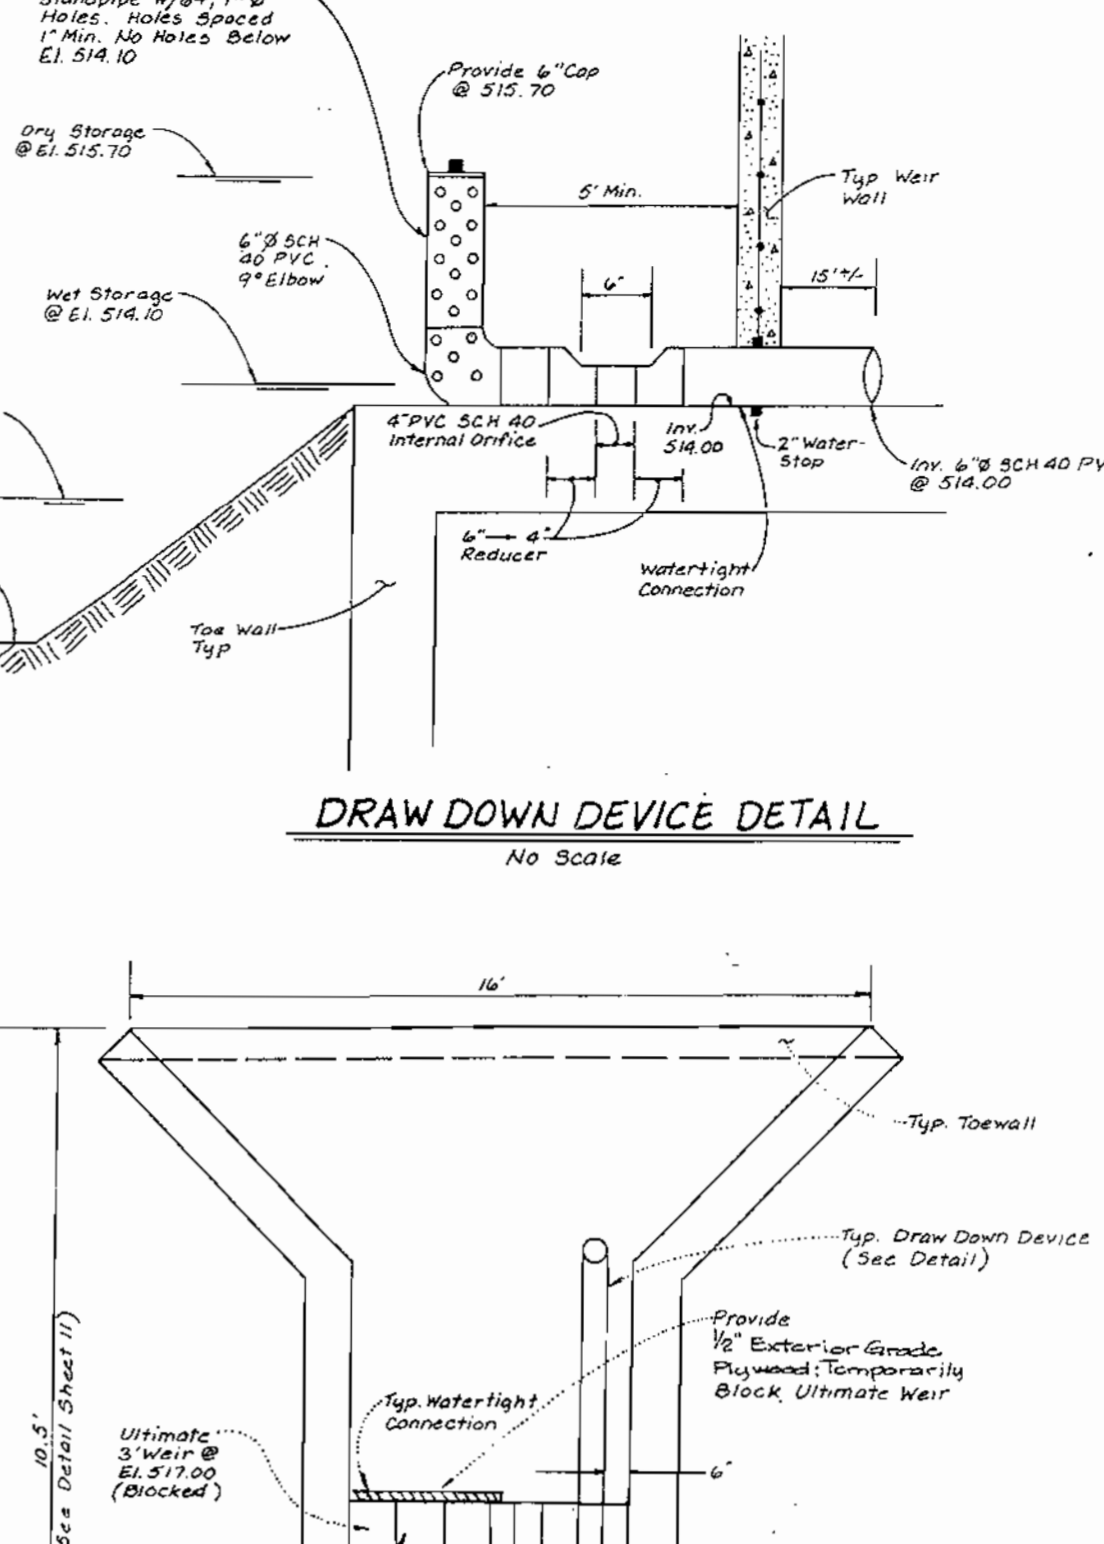 Holes. Holes Spaced
1" Min. No Holes Below
El. 514.10
Provide 6" Cap
@ 515.70
Dry Storage
@ El. 515.70
5' Min.
Typ Weir
Wall
6"Ø SCH
40 PVC
9° Elbow
6"
15' +/-
Wet Storage
@ El. 514.10
4" PVC SCH 40
Internal Orifice
Inv.
514.00
2" Water-
Stop
Inv. 6"Ø SCH 40 PV
@ 514.00
6" → 4"
Reducer
Watertight
Connection
Toe Wall
Typ
DRAW DOWN DEVICE DETAIL
No Scale
16'
Typ. Toewall
Typ. Draw Down Device
(See Detail)
Provide
1/2" Exterior Grade
Plywood; Temporarily
Block Ultimate Weir
Typ. Watertight
Connection
Ultimate
3' Weir @
El. 517.00
(Blocked)
6"
10.5'
See Detail Sheet 11)